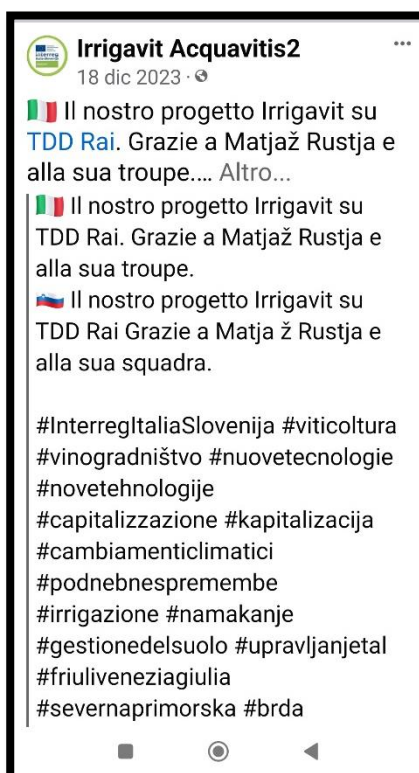 Irrigavit Acquavitis2
18 dic 2023 ·
🇮🇹 Il nostro progetto Irrigavit su
TDD Rai. Grazie a Matjaž Rustja e
alla sua troupe.... Altro...
🇮🇹 Il nostro progetto Irrigavit su
TDD Rai. Grazie a Matjaž Rustja e
alla sua troupe.
🇸🇮 Il nostro progetto Irrigavit su
TDD Rai Grazie a Matja ž Rustja e
alla sua squadra.
#InterregItaliaSlovenija #viticoltura
#vinogradništvo #nuovetecnologie
#novetehnologije
#capitalizzazione #kapitalizacija
#cambiamenticlimatici
#podnebnespremembe
#irrigazione #namakanje
#gestionedelsuolo #upravljanjetal
#friuliveneziagiulia
#severnaprimorska #brda